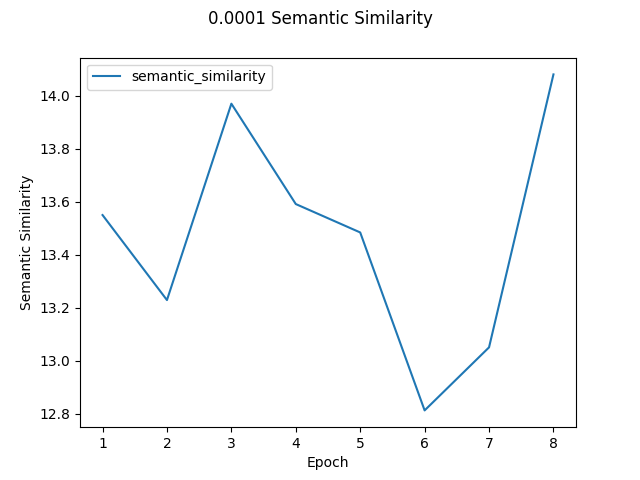 0.0001 Semantic Similarity
semantic_similarity
14.0
13.8
13.6
13.4
13.2
13.0
12.8
Semantic Similarity
1 2 3 4 5 6 7 8
Epoch